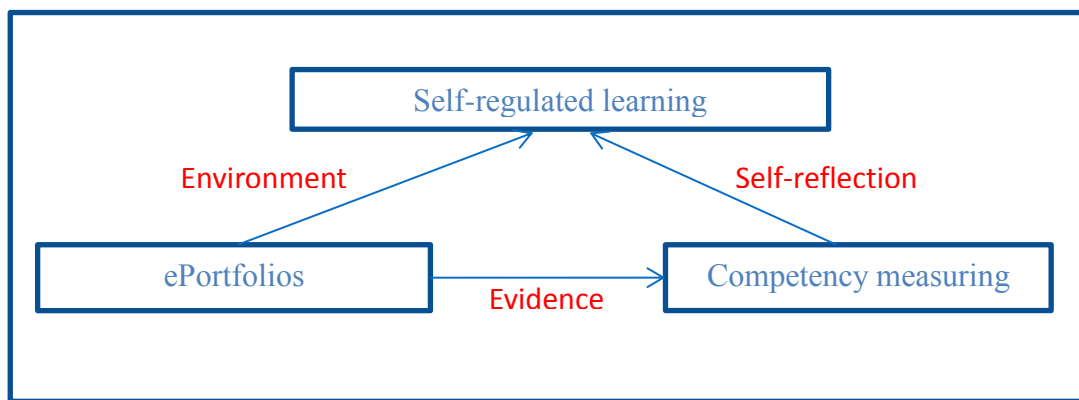 Self-regulated learning
Environment
Self-reflection
ePortfolios
Competency measuring
Evidence